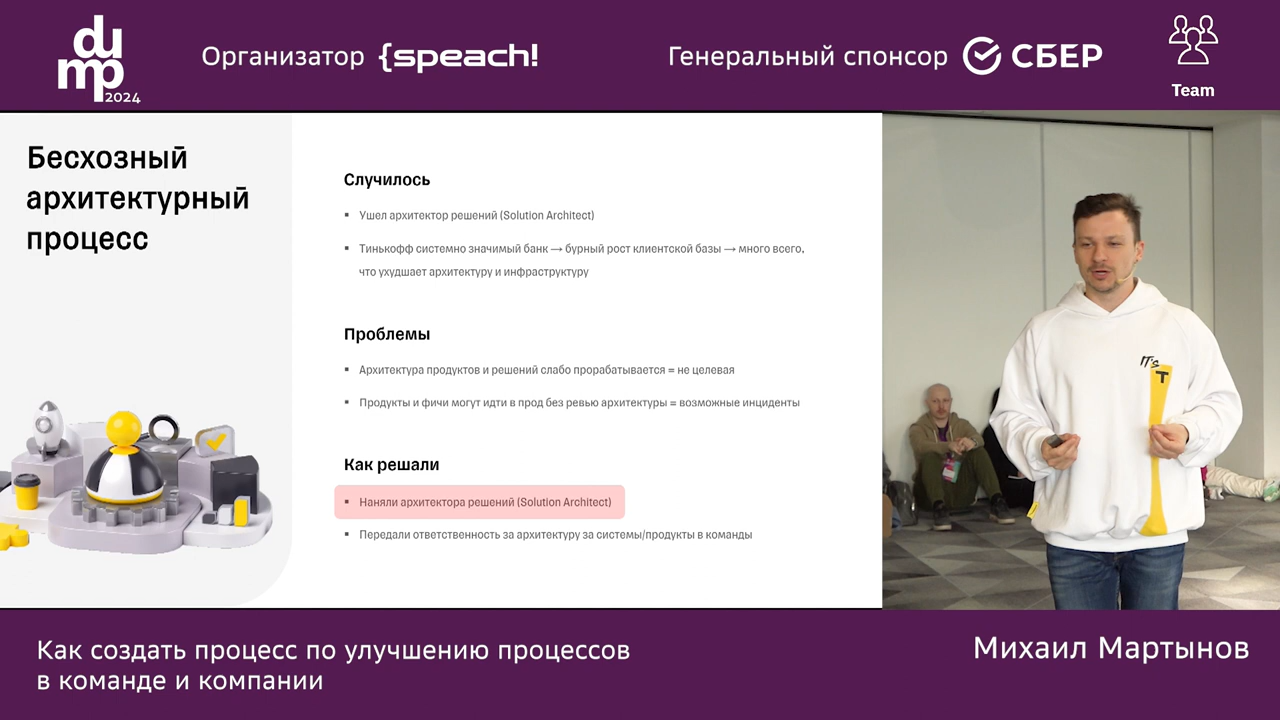 dump
2024
Организатор {speach!
Генеральный спонсор СБЕР
Team
Бесхозный
архитектурный
процесс
Случилось
▪ Ушел архитектор решений (Solution Architect)
▪ Тинькофф системно значимый банк → бурный рост клиентской базы → много всего,
что ухудшает архитектуру и инфраструктуру
Проблемы
▪ Архитектура продуктов и решений слабо прорабатывается = не целевая
▪ Продукты и фичи могут идти в прод без ревью архитектуры = возможные инциденты
Как решали
▪ Наняли архитектора решений (Solution Architect)
▪ Передали ответственность за архитектуру за системы/продукты в команды
IT'S
T
Как создать процесс по улучшению процессов
в команде и компании
Михаил Мартынов